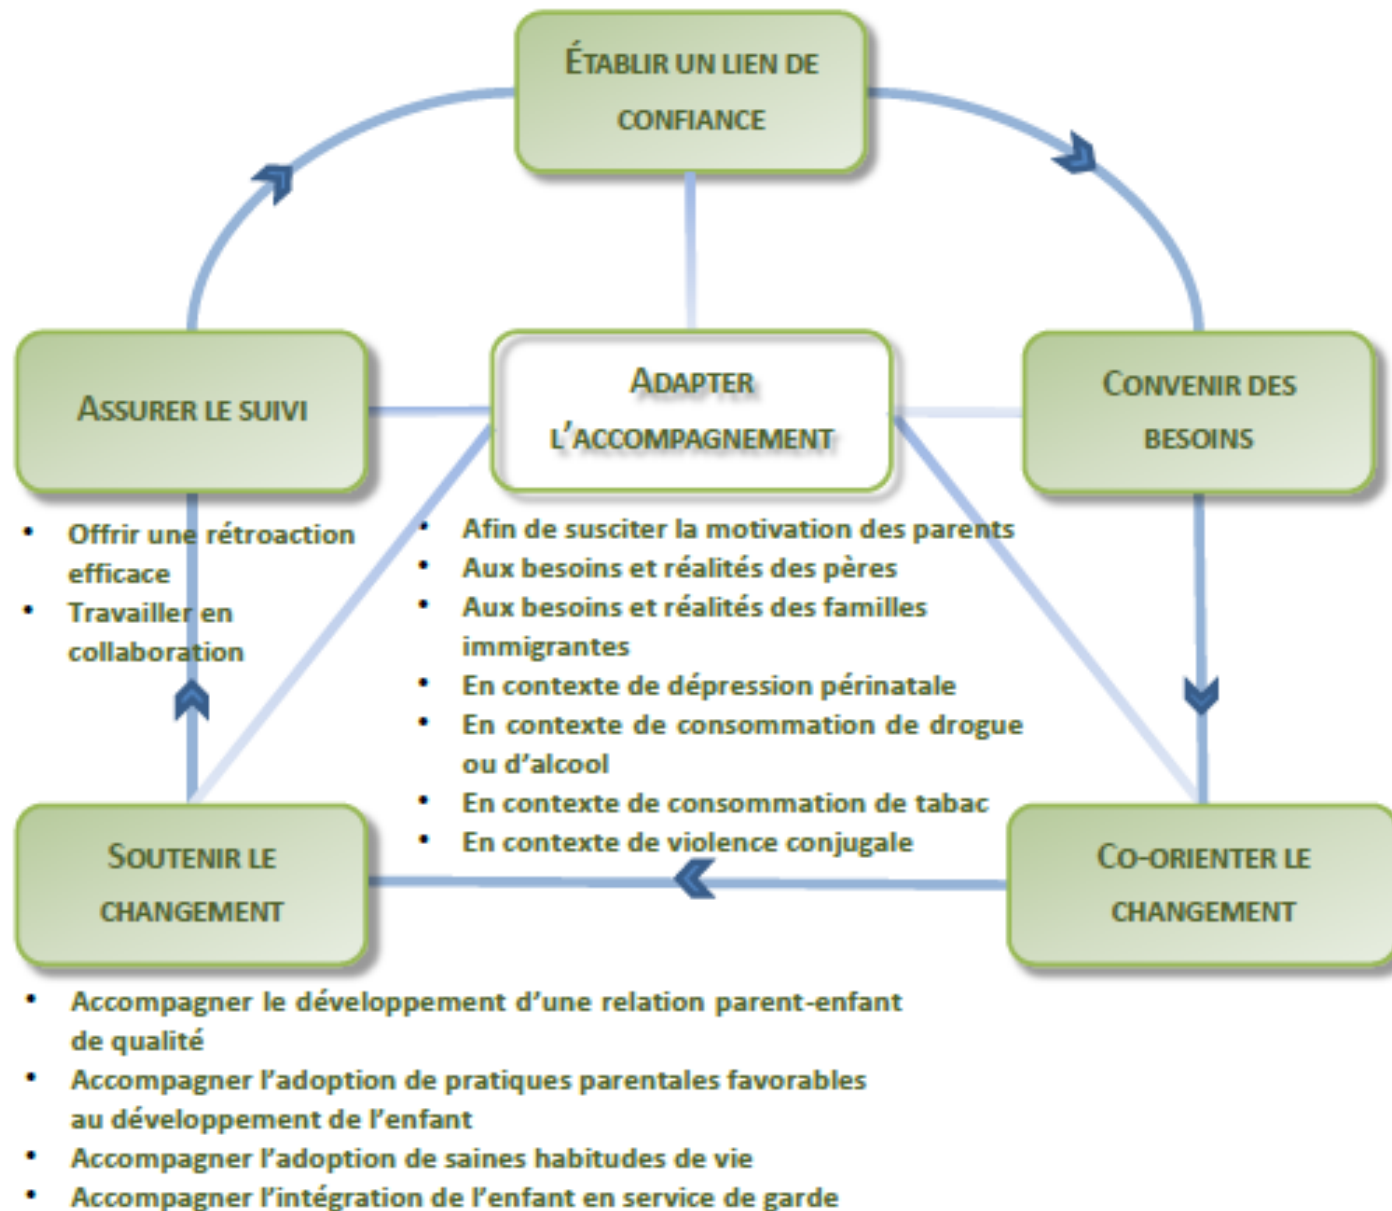 ÉTABLIR UN LIEN DE
CONFIANCE
ASSURER LE SUIVI
ADAPTER
L'ACCOMPAGNEMENT
CONVENIR DES
BESOINS
• Offrir une rétroaction
efficace
• Travailler en
collaboration
• Afin de susciter la motivation des parents
• Aux besoins et réalités des pères
• Aux besoins et réalités des familles
immigrantes
• En contexte de dépression périnatale
• En contexte de consommation de drogue
ou d'alcool
• En contexte de consommation de tabac
• En contexte de violence conjugale
SOUTENIR LE
CHANGEMENT
CO-ORIENTER LE
CHANGEMENT
• Accompagner le développement d'une relation parent-enfant
de qualité
• Accompagner l'adoption de pratiques parentales favorables
au développement de l'enfant
• Accompagner l'adoption de saines habitudes de vie
• Accompagner l'intégration de l'enfant en service de garde